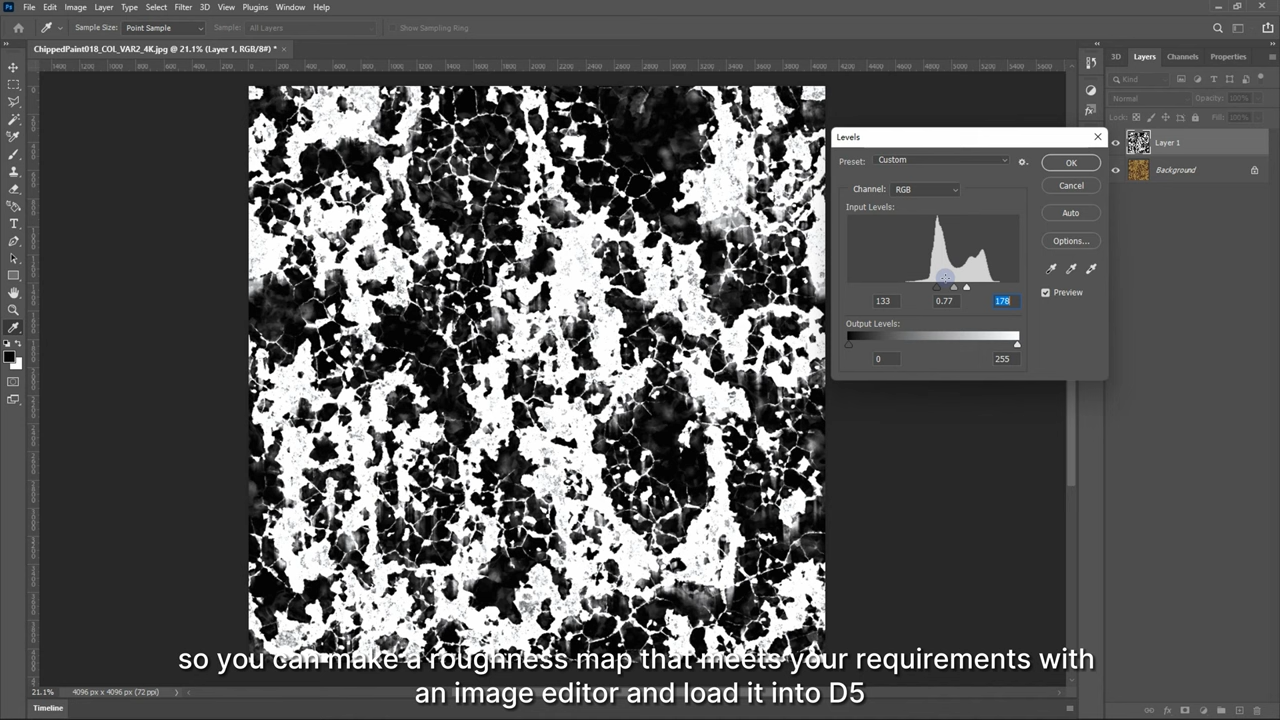 Ps File Edit Image Layer Type Select Filter 3D View Plugins Window Help
Sample Size: Point Sample Sample: All Layers Show Sampling Ring
ChippedPaint018_COL_VAR2_4K.jpg @ 21.1% (Layer 1, RGB/8#) * ×
3D Layers Channels Properties
Kind
Normal Opacity: 100%
Lock: Fill: 100%
Layer 1
Background
Levels
Preset: Custom
OK
Channel: RGB
Cancel
Input Levels:
Auto
Options...
Preview
133 0.77 178
Output Levels:
0 255
so you can make a roughness map that meets your requirements with
an image editor and load it into D5
21.1% 4096 px x 4096 px (72 ppi)
Timeline